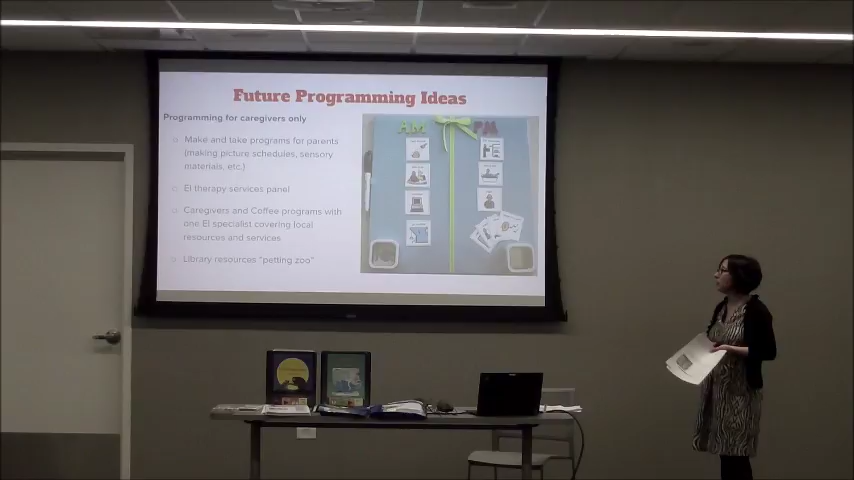 Future Programming Ideas
Programming for caregivers only
Make and take programs for parents
(making picture schedules, sensory
materials, etc.)
EI therapy services panel
Caregivers and Coffee programs with
one EI specialist covering local
resources and services
Library resources "petting zoo"
AM PM